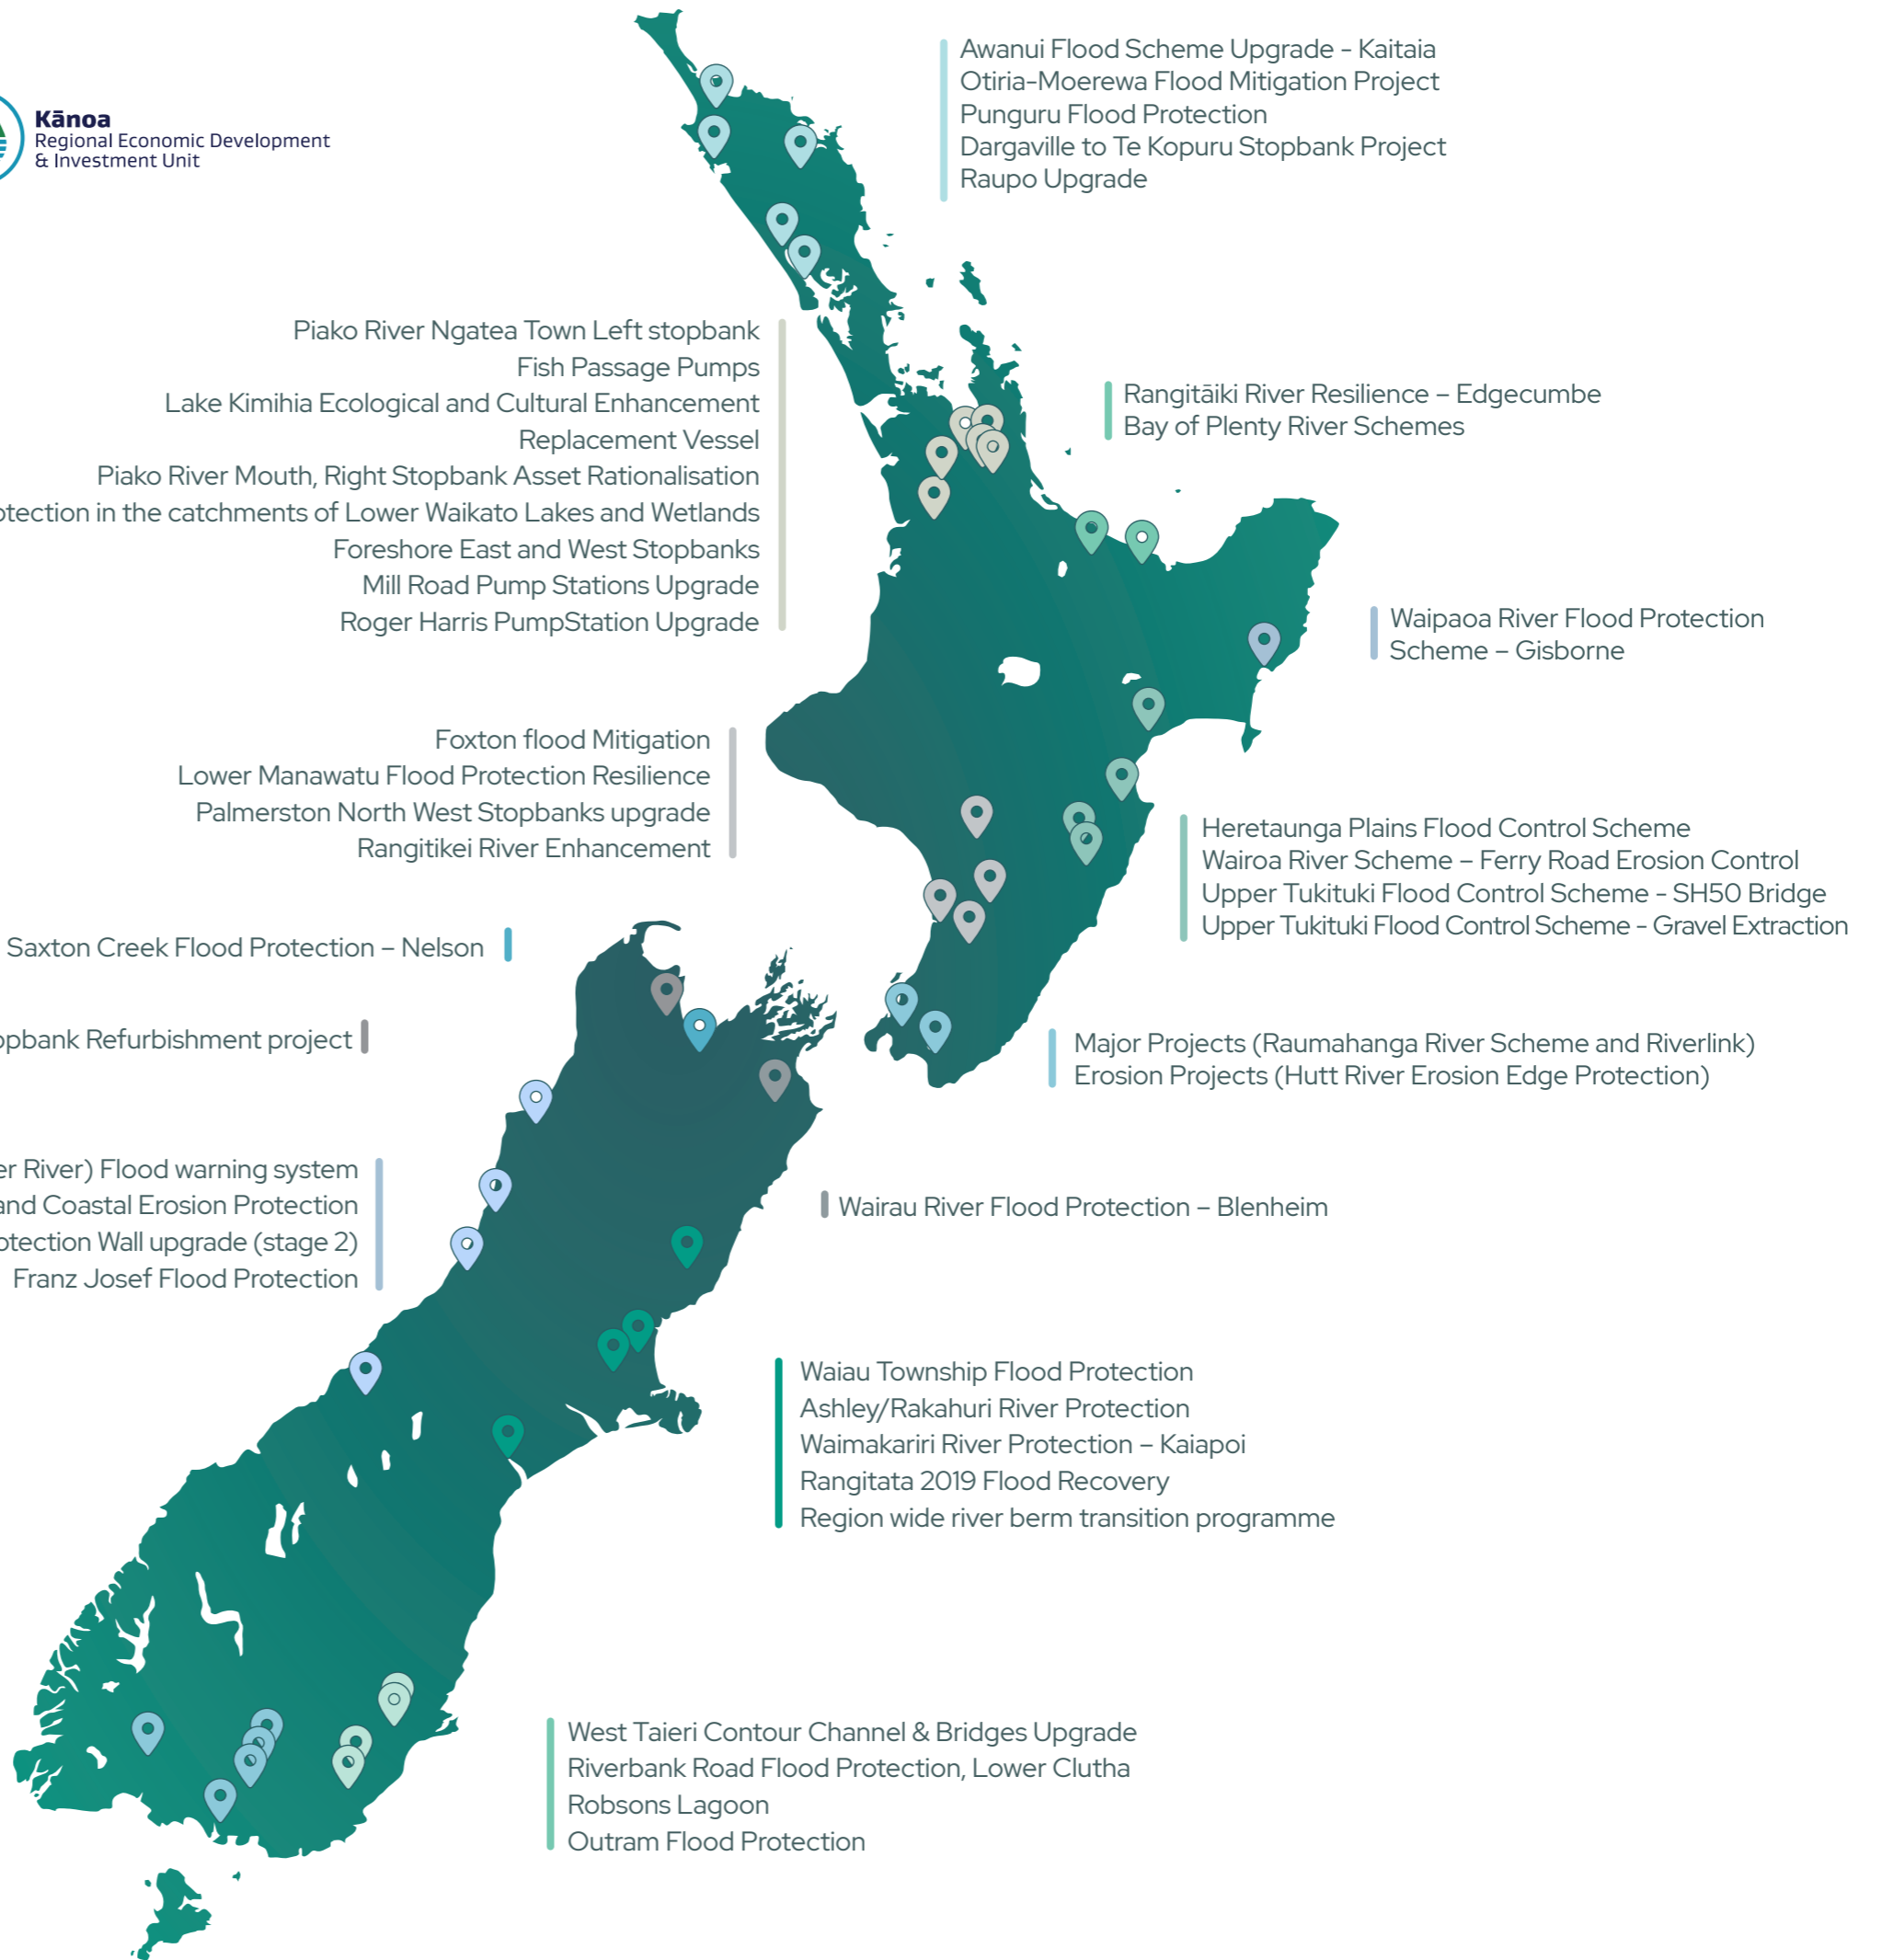 Kānoa
Regional Economic Development
& Investment Unit
Awanui Flood Scheme Upgrade - Kaitaia
Otiria-Moerewa Flood Mitigation Project
Punguru Flood Protection
Dargaville to Te Kopuru Stopbank Project
Raupo Upgrade
Piako River Ngatea Town Left stopbank
Fish Passage Pumps
Lake Kimihia Ecological and Cultural Enhancement
Replacement Vessel
Piako River Mouth, Right Stopbank Asset Rationalisation
in the catchments of Lower Waikato Lakes and Wetlands
Foreshore East and West Stopbanks
Mill Road Pump Stations Upgrade
Roger Harris PumpStation Upgrade
Rangitāiki River Resilience – Edgecumbe
Bay of Plenty River Schemes
Waipaoa River Flood Protection
Scheme – Gisborne
Foxton flood Mitigation
Lower Manawatu Flood Protection Resilience
Palmerston North West Stopbanks upgrade
Rangitikei River Enhancement
Heretaunga Plains Flood Control Scheme
Wairoa River Scheme – Ferry Road Erosion Control
Upper Tukituki Flood Control Scheme - SH50 Bridge
Upper Tukituki Flood Control Scheme - Gravel Extraction
Saxton Creek Flood Protection – Nelson
Refurbishment project
Major Projects (Raumahanga River Scheme and Riverlink)
Erosion Projects (Hutt River Erosion Edge Protection)
River) Flood warning system
and Coastal Erosion Protection
Wall upgrade (stage 2)
Franz Josef Flood Protection
Wairau River Flood Protection – Blenheim
Waiau Township Flood Protection
Ashley/Rakahuri River Protection
Waimakariri River Protection – Kaiapoi
Rangitata 2019 Flood Recovery
Region wide river berm transition programme
West Taieri Contour Channel & Bridges Upgrade
Riverbank Road Flood Protection, Lower Clutha
Robsons Lagoon
Outram Flood Protection